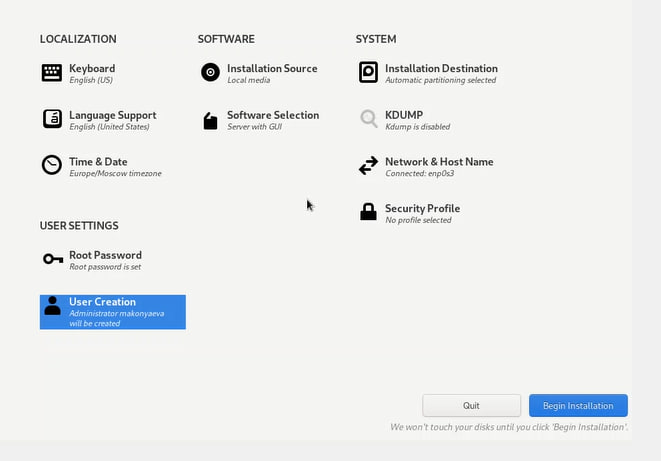 LOCALIZATION
Keyboard
English (US)
Language Support
English (United States)
Time & Date
Europe/Moscow timezone
SOFTWARE
Installation Source
Local media
Software Selection
Server with GUI
SYSTEM
Installation Destination
Automatic partitioning selected
KDUMP
Kdump is disabled
Network & Host Name
Connected: enp0s3
Security Profile
No profile selected
USER SETTINGS
Root Password
Root password is set
User Creation
Administrator makonyaeva
will be created
Quit
Begin Installation
We won't touch your disks until you click 'Begin Installation'.